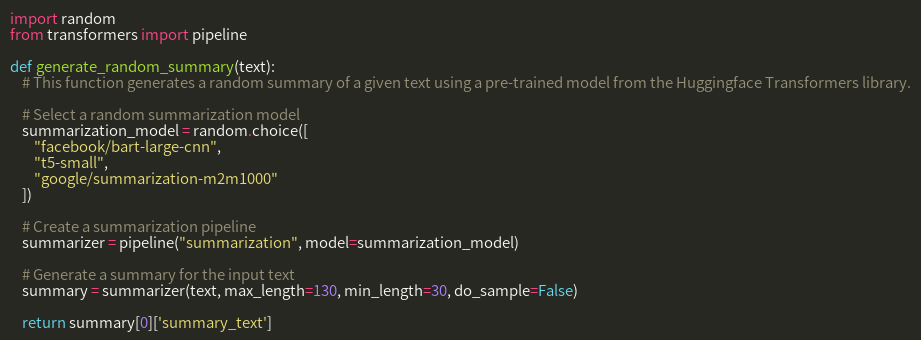 import random
from transformers import pipeline

def generate_random_summary(text):
    # This function generates a random summary of a given text using a pre-trained model from the Huggingface Transformers library.

    # Select a random summarization model
    summarization_model = random.choice([
        "facebook/bart-large-cnn",
        "t5-small",
        "google/summarization-m2m1000"
    ])

    # Create a summarization pipeline
    summarizer = pipeline("summarization", model=summarization_model)

    # Generate a summary for the input text
    summary = summarizer(text, max_length=130, min_length=30, do_sample=False)

    return summary[0]['summary_text']